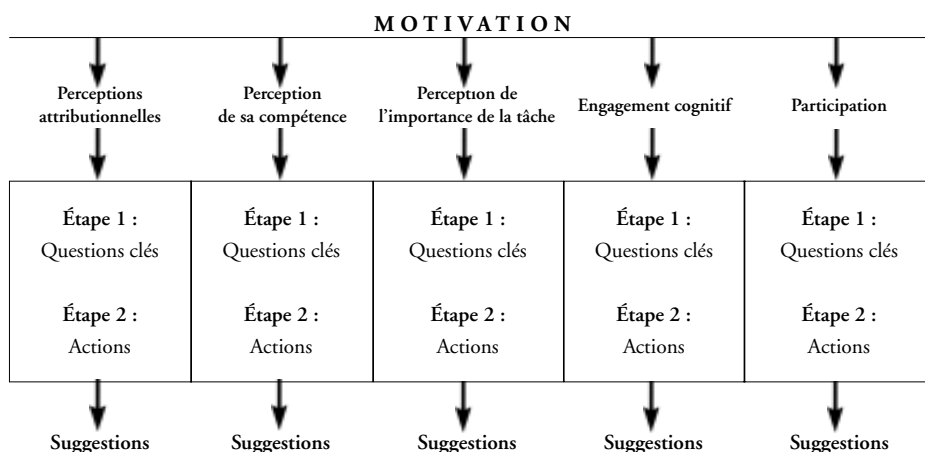 MOTIVATION
Perceptions
attributionnelles
Perception
de sa compétence
Perception de
l'importance de la tâche
Engagement cognitif
Participation
Étape 1 :
Questions clés
Étape 2 :
Actions
Étape 1 :
Questions clés
Étape 2 :
Actions
Étape 1 :
Questions clés
Étape 2 :
Actions
Étape 1 :
Questions clés
Étape 2 :
Actions
Étape 1 :
Questions clés
Étape 2 :
Actions
Suggestions
Suggestions
Suggestions
Suggestions
Suggestions